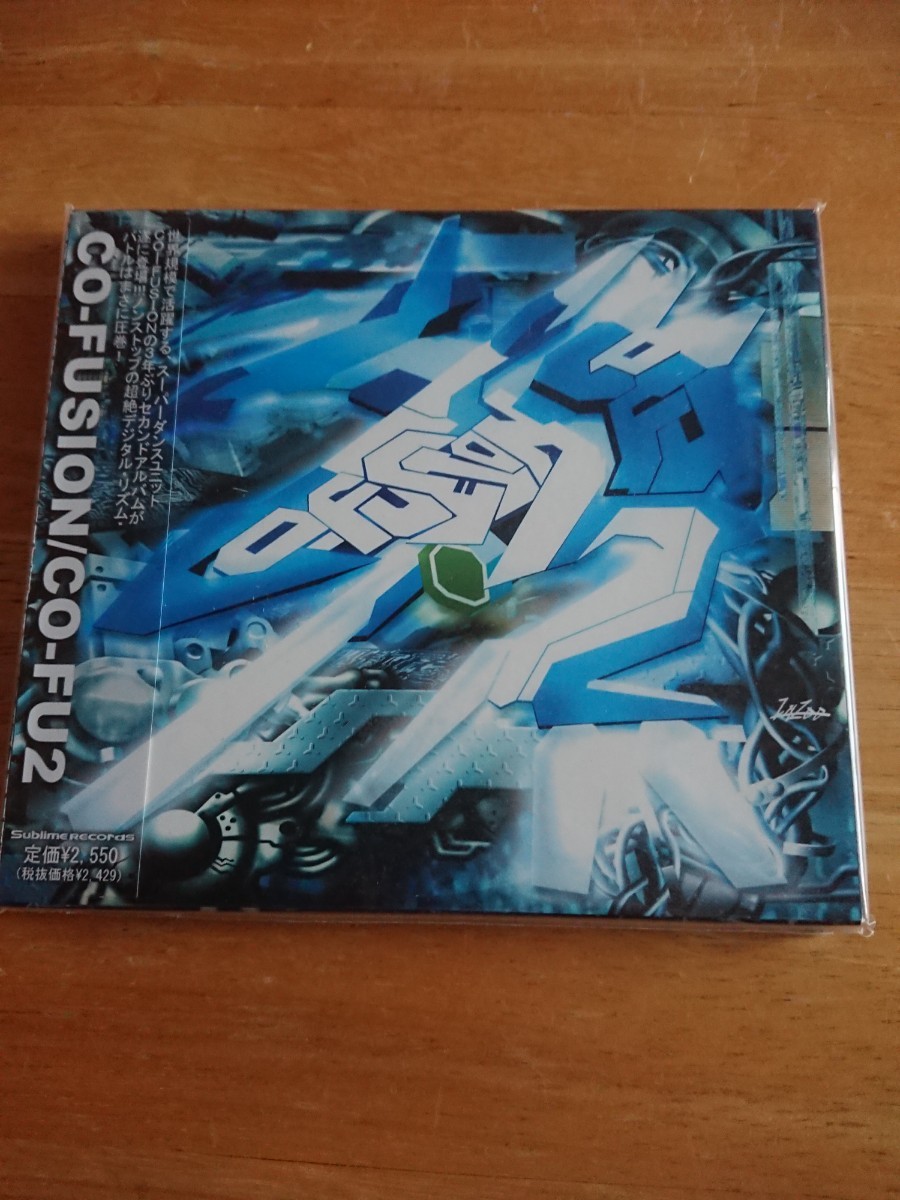 世界規模で活躍する、スーパーダンスユニット
CO-FUSIONの3年ぶりセカンドアルバムが
遂に登場!!ノンストップの超絶デジタル・リズム・
バトルはまさに圧巻!
CO-FUSION/CO-FU2
Sublime Records
定価¥2,550
(税抜価格¥2,429)